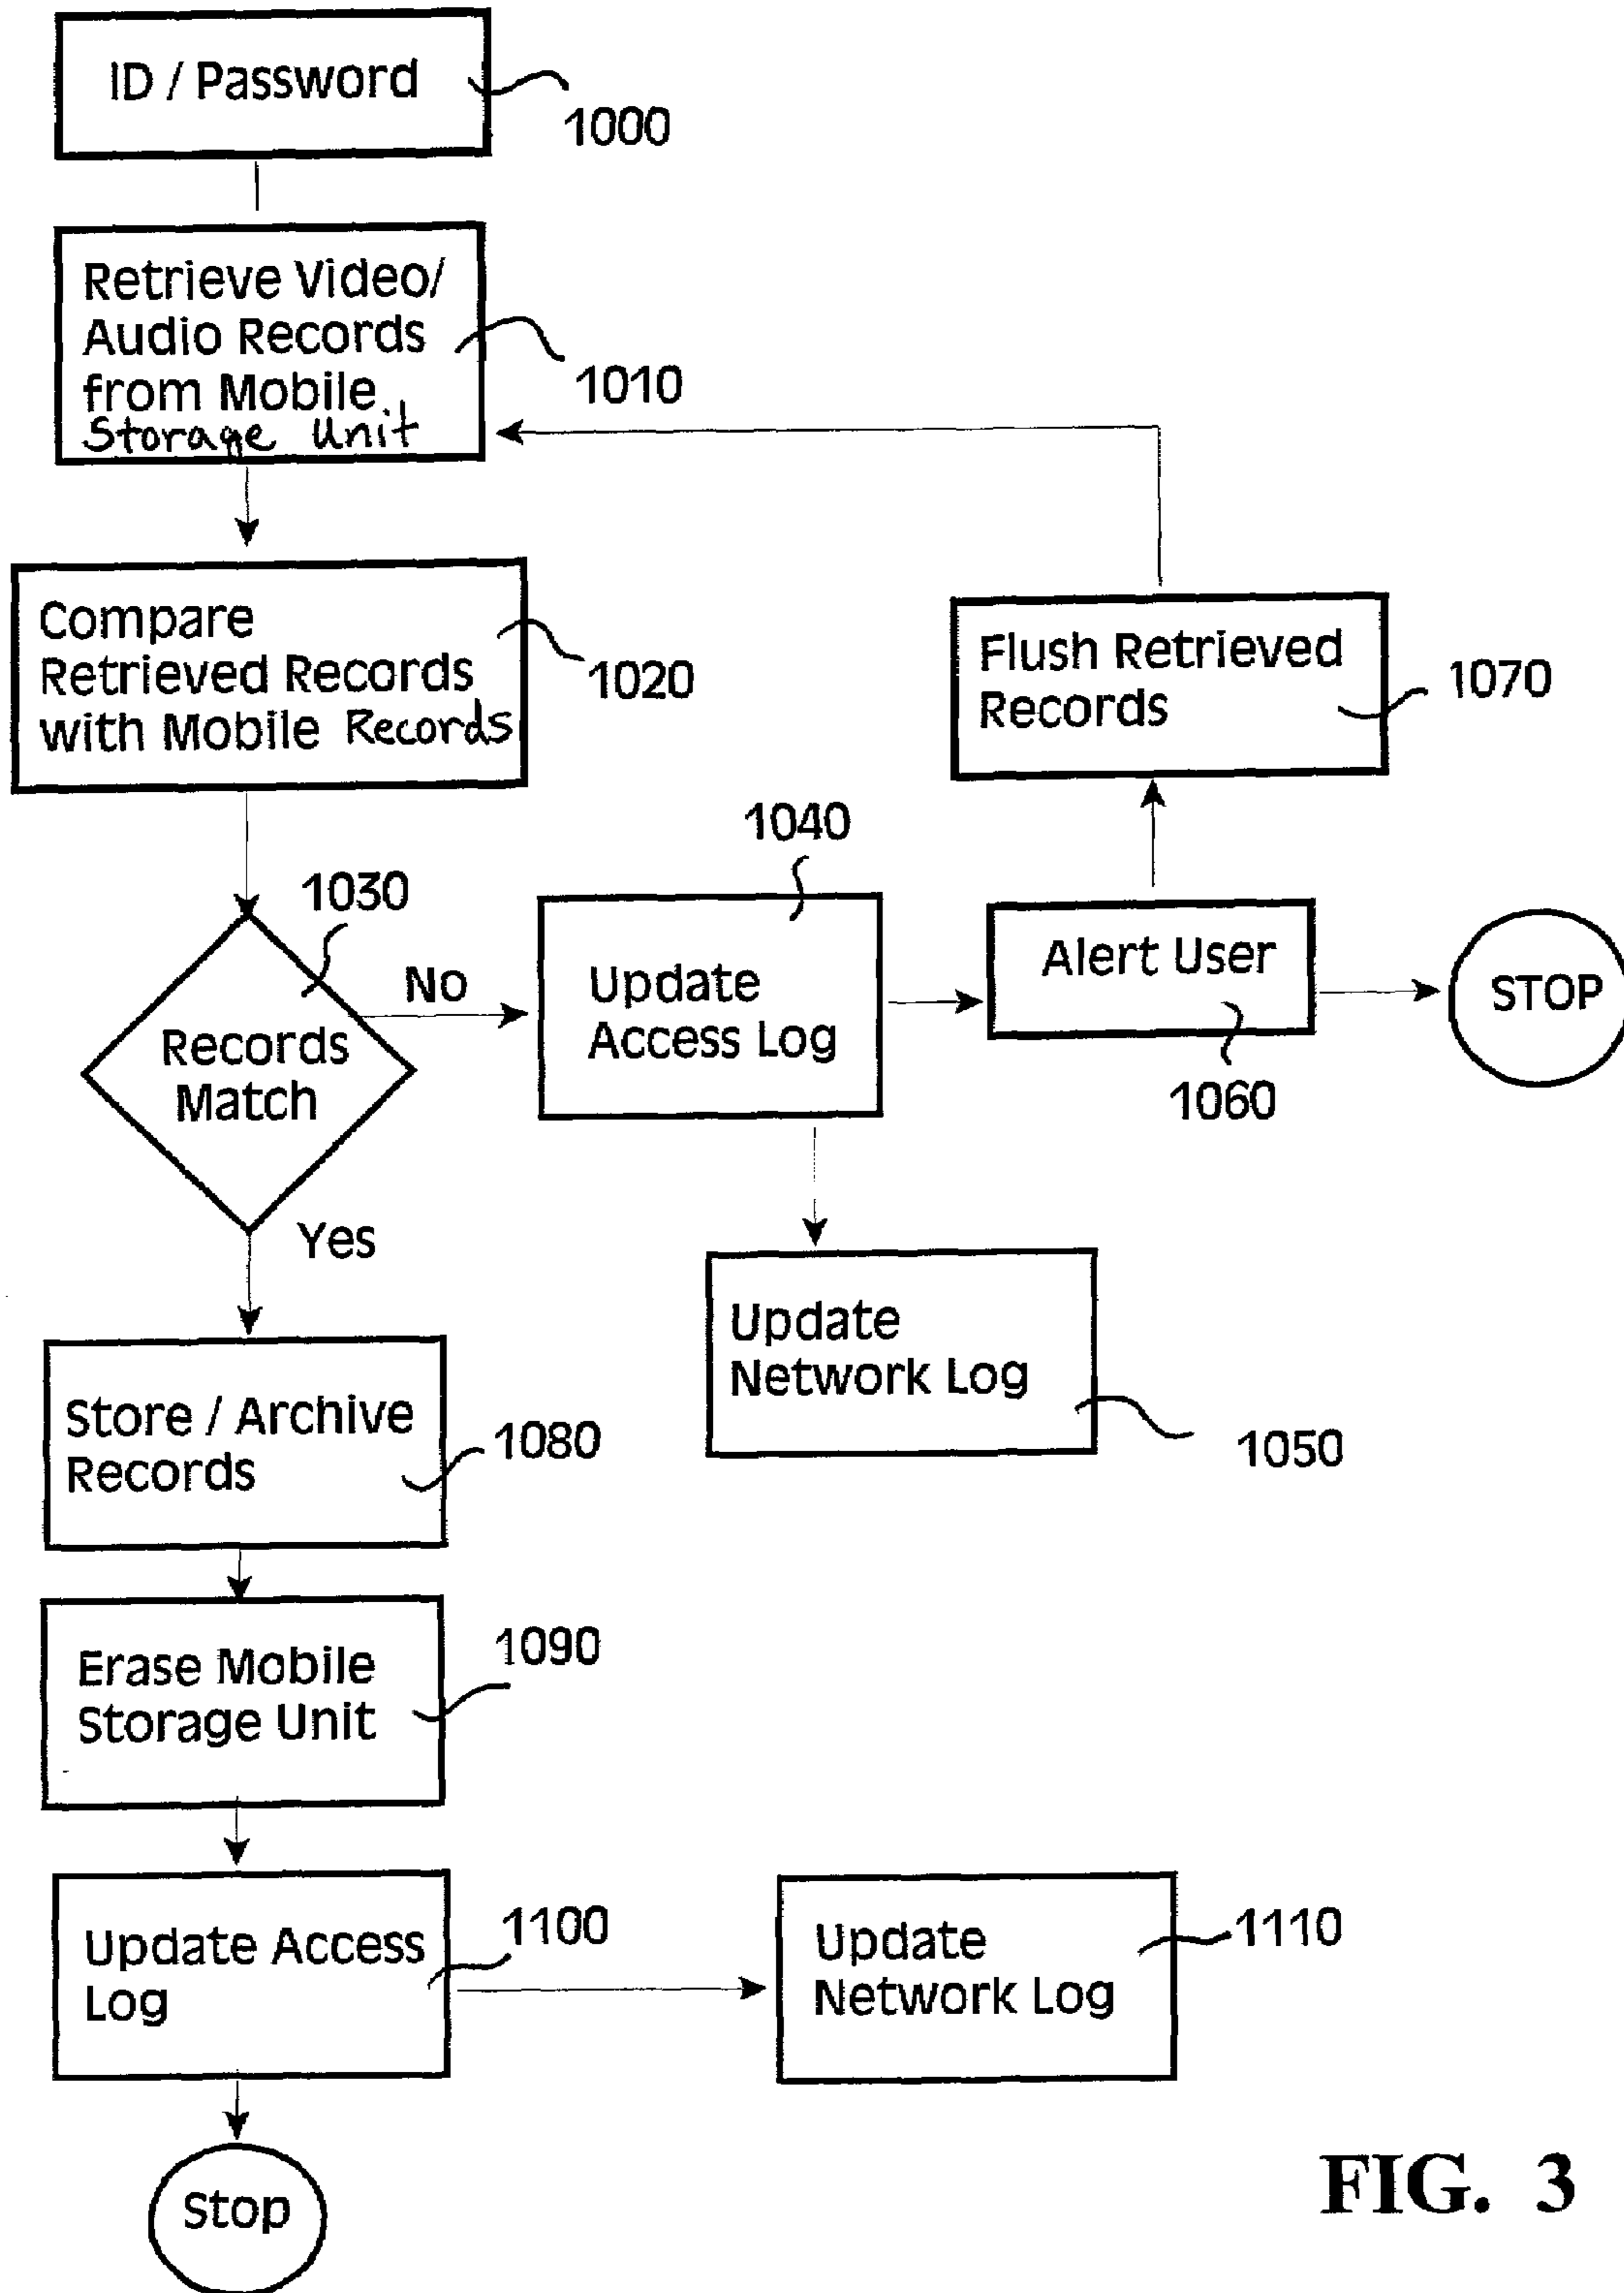 ID / Password
1000
Retrieve Video/
Audio Records
from Mobile
Storage Unit
1010
Compare
Retrieved Records
with Mobile Records
1020
Flush Retrieved
Records
1070
1030
Records
Match
No
1040
Update
Access Log
Alert User
1060
STOP
Yes
Update
Network Log
1050
Store / Archive
Records
1080
Erase Mobile
Storage Unit
1090
Update Access
Log
1100
Update
Network Log
1110
Stop
FIG. 3